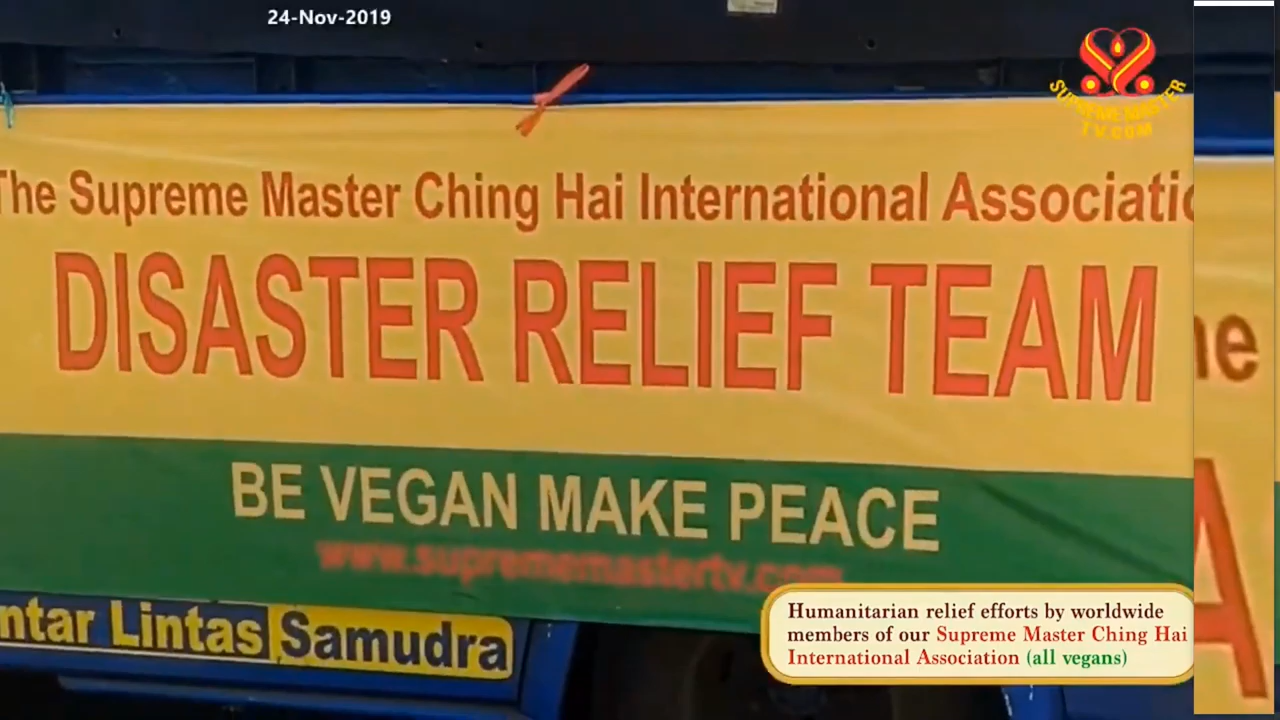 24-Nov-2019
SUPREME MASTER
TV.COM
The Supreme Master Ching Hai International Associatio
DISASTER RELIEF TEAM
BE VEGAN MAKE PEACE
www.suprememastertv.com
ntar Lintas Samudra
Humanitarian relief efforts by worldwide
members of our Supreme Master Ching Hai
International Association (all vegans)
he
A